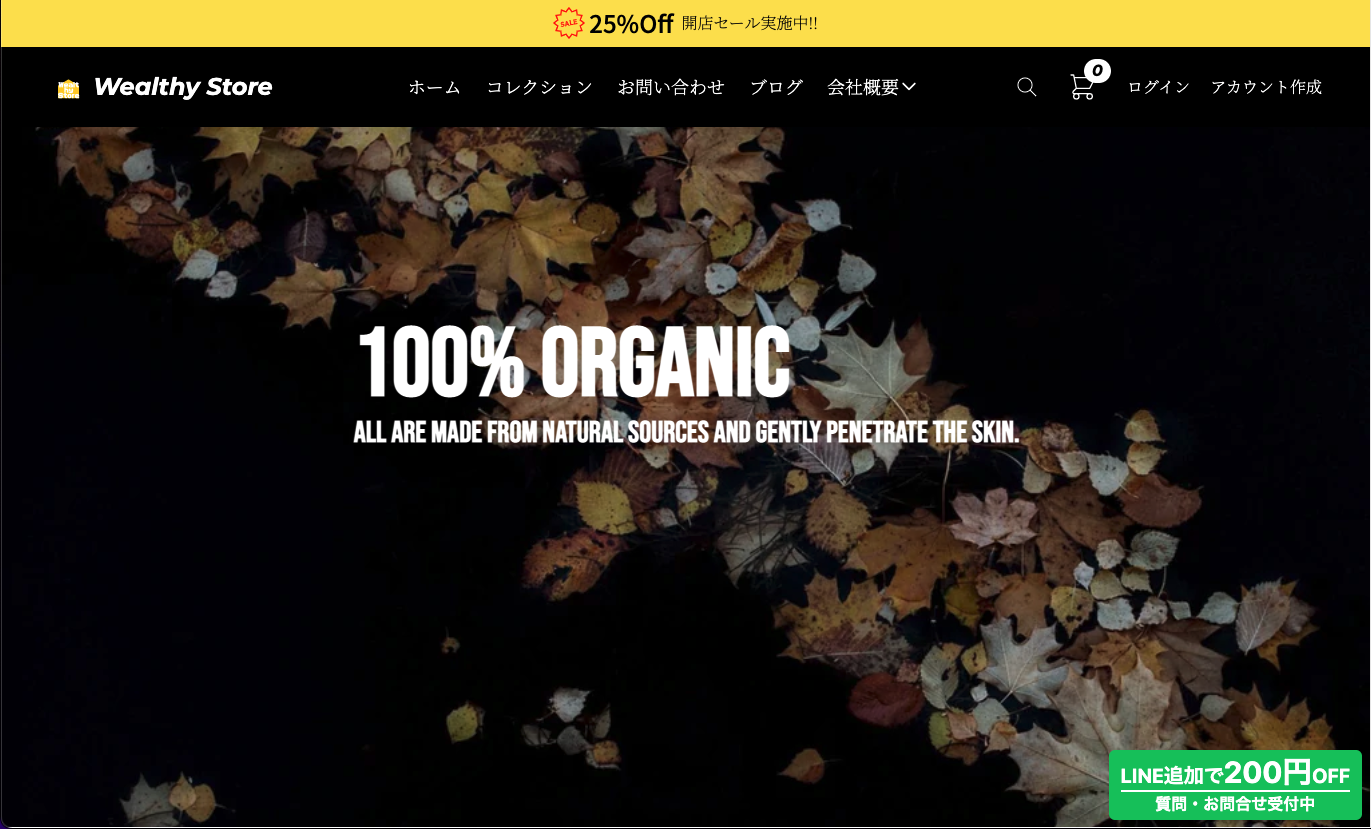 SALE 25%Off 開店セール実施中!!
Wealthy Store ホーム コレクション お問い合わせ ブログ 会社概要 0 ログイン アカウント作成
100% ORGANIC
ALL ARE MADE FROM NATURAL SOURCES AND GENTLY PENETRATE THE SKIN.
LINE追加で200円OFF
質問・お問合せ受付中